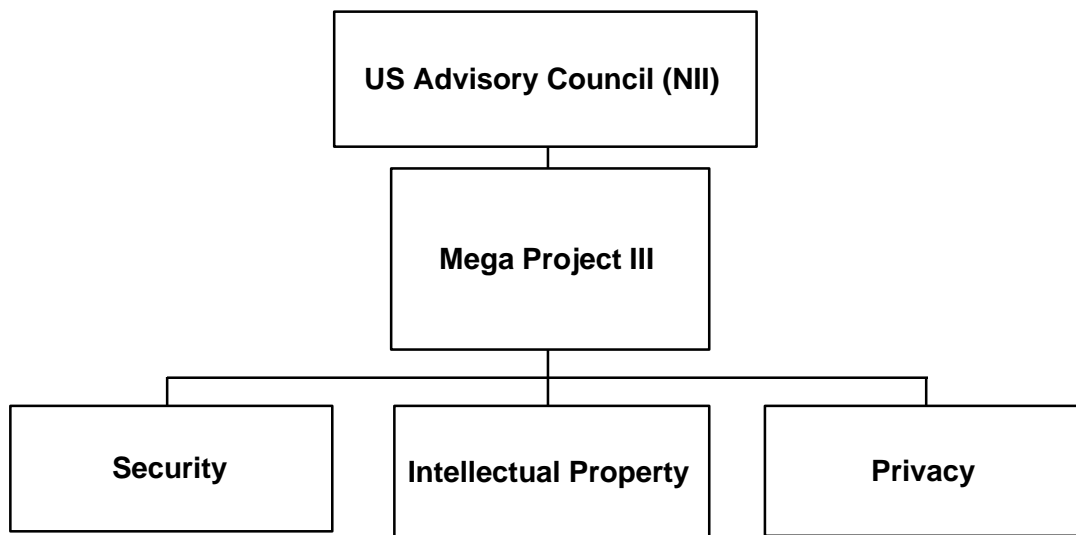 US Advisory Council (NII)
Mega Project III
Security
Intellectual Property
Privacy